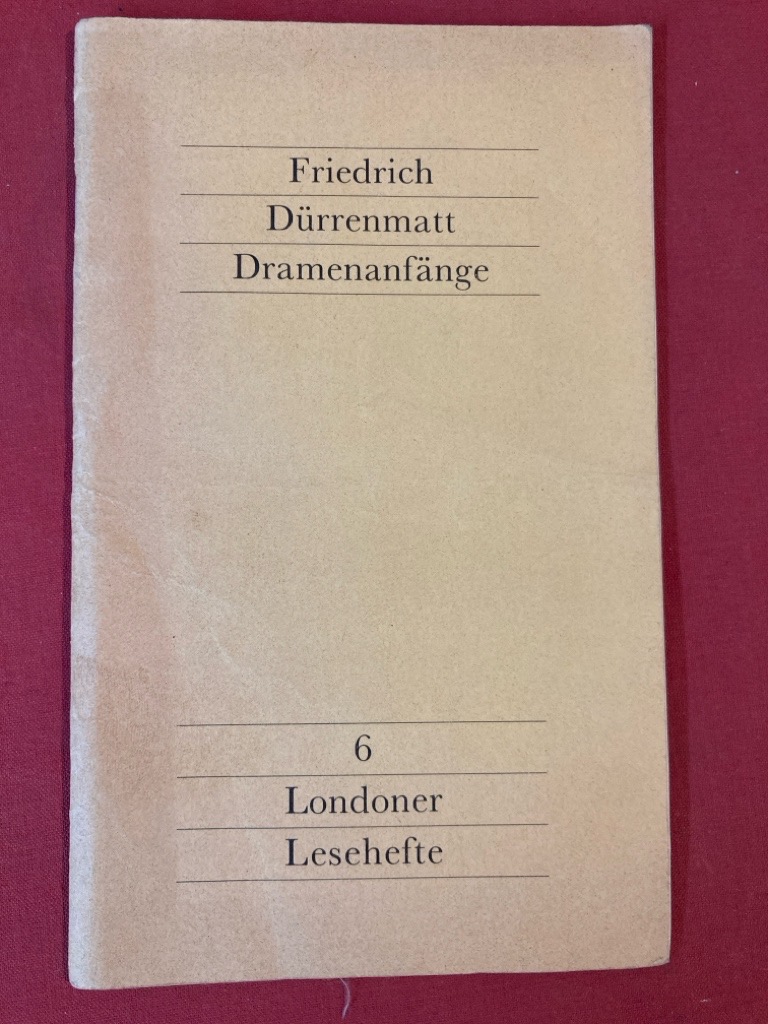 Friedrich
Dürrenmatt
Dramenanfänge
6
Londoner
Lesehefte